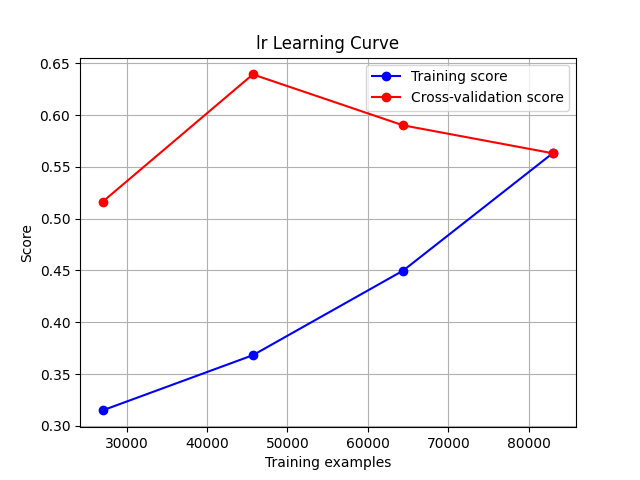 lr Learning Curve
Training score
Cross-validation score
Score
0.65
0.60
0.55
0.50
0.45
0.40
0.35
0.30
30000 40000 50000 60000 70000 80000
Training examples